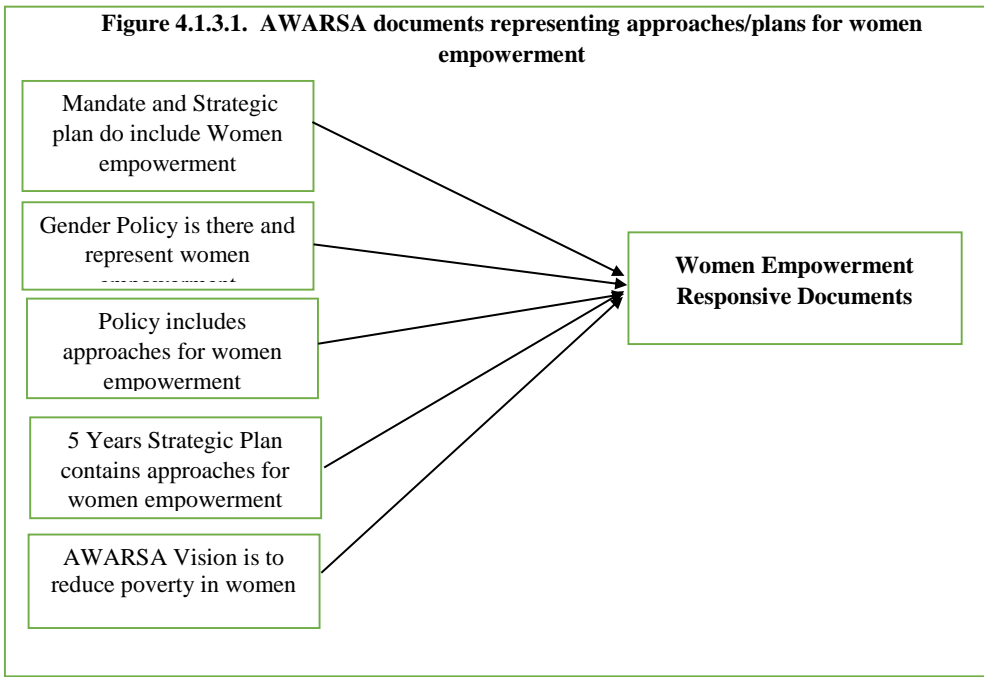 Figure 4.1.3.1. AWARSA documents representing approaches/plans for women
empowerment
Mandate and Strategic
plan do include Women
empowerment
Gender Policy is there and
represent women
empowerment
Policy includes
approaches for women
empowerment
5 Years Strategic Plan
contains approaches for
women empowerment
AWARSA Vision is to
reduce poverty in women
Women Empowerment
Responsive Documents